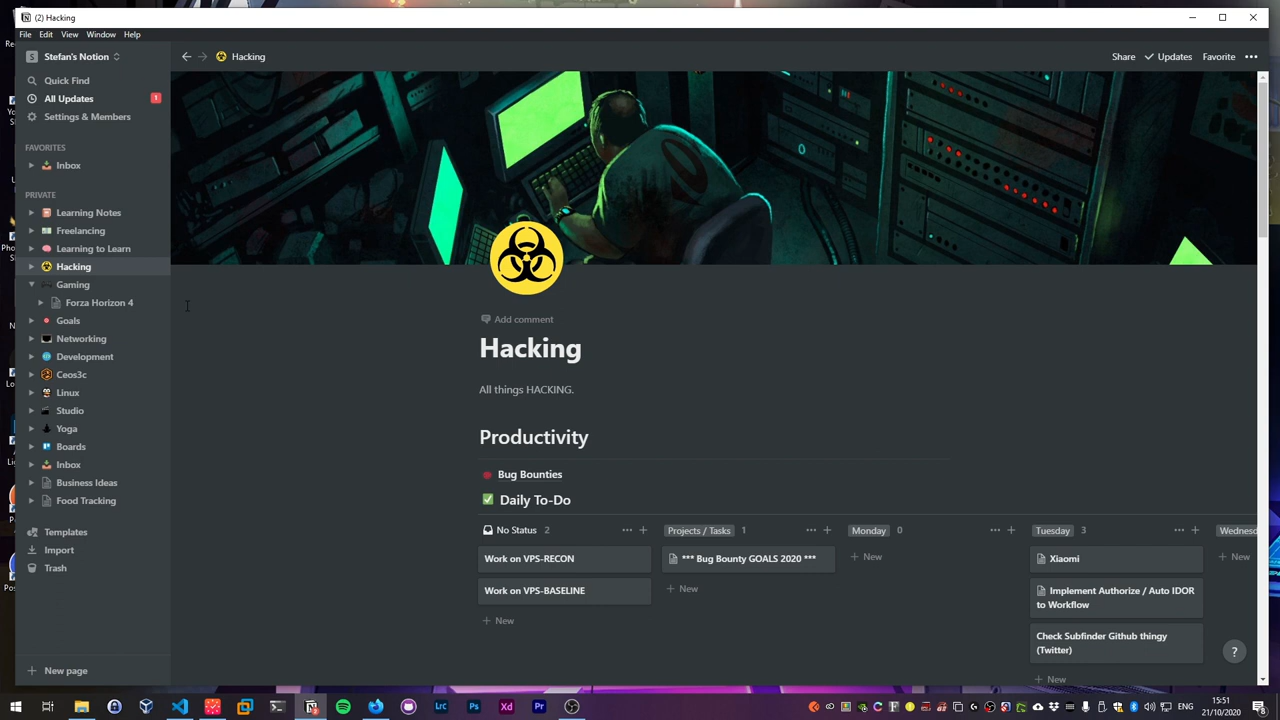 (2) Hacking
File Edit View Window Help
S Stefan's Notion
Hacking
Share Updates Favorite
Quick Find
All Updates 1
Settings & Members
FAVORITES
Inbox
PRIVATE
Learning Notes
Freelancing
Learning to Learn
Hacking
Gaming
Forza Horizon 4
Goals
Networking
Development
Ceos3c
Linux
Studio
Yoga
Boards
Inbox
Business Ideas
Food Tracking
Templates
Import
Trash
New page
Add comment
Hacking
All things HACKING.
Productivity
Bug Bounties
Daily To-Do
No Status 2
Work on VPS-RECON
Work on VPS-BASELINE
New
Projects / Tasks 1
*** Bug Bounty GOALS 2020 ***
New
Monday 0
New
Tuesday 3
Xiaomi
Implement Authorize / Auto IDOR
to Workflow
Check Subfinder Github thingy
(Twitter)
New
Wednesd
New
?
Lrc Ps Xd Pr
ENG
15:51
21/10/2020